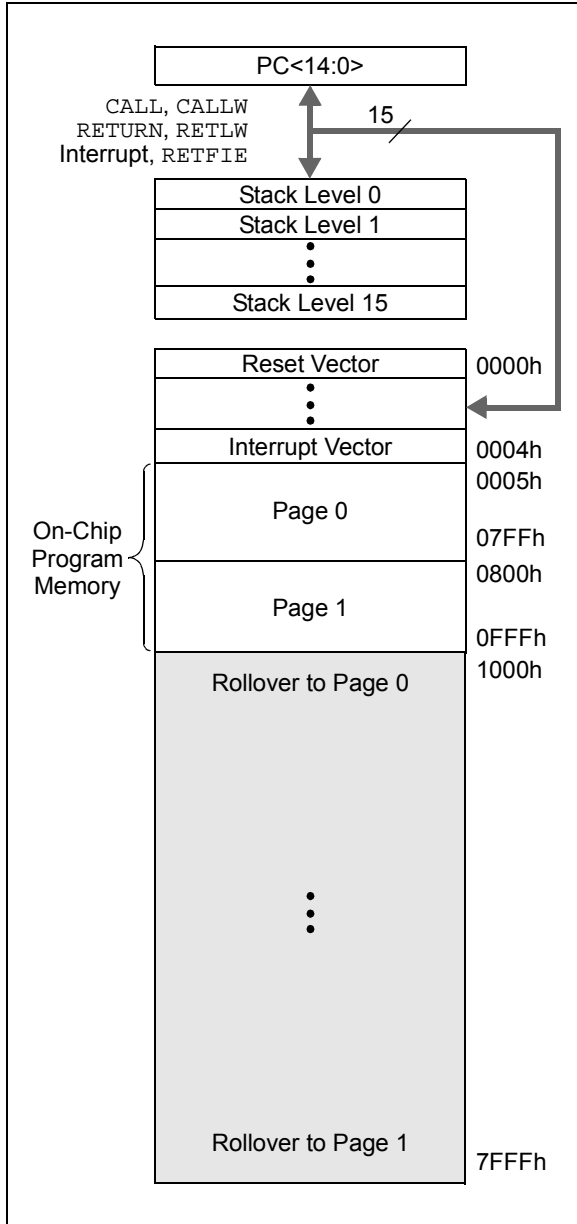 PC<14:0>
CALL, CALLW
RETURN, RETLW
Interrupt, RETFIE
15
Stack Level 0
Stack Level 1
Stack Level 15
Reset Vector
0000h
Interrupt Vector
0004h
On-Chip
Program
Memory
Page 0
0005h
07FFh
Page 1
0800h
0FFFh
Rollover to Page 0
1000h
Rollover to Page 1
7FFFh